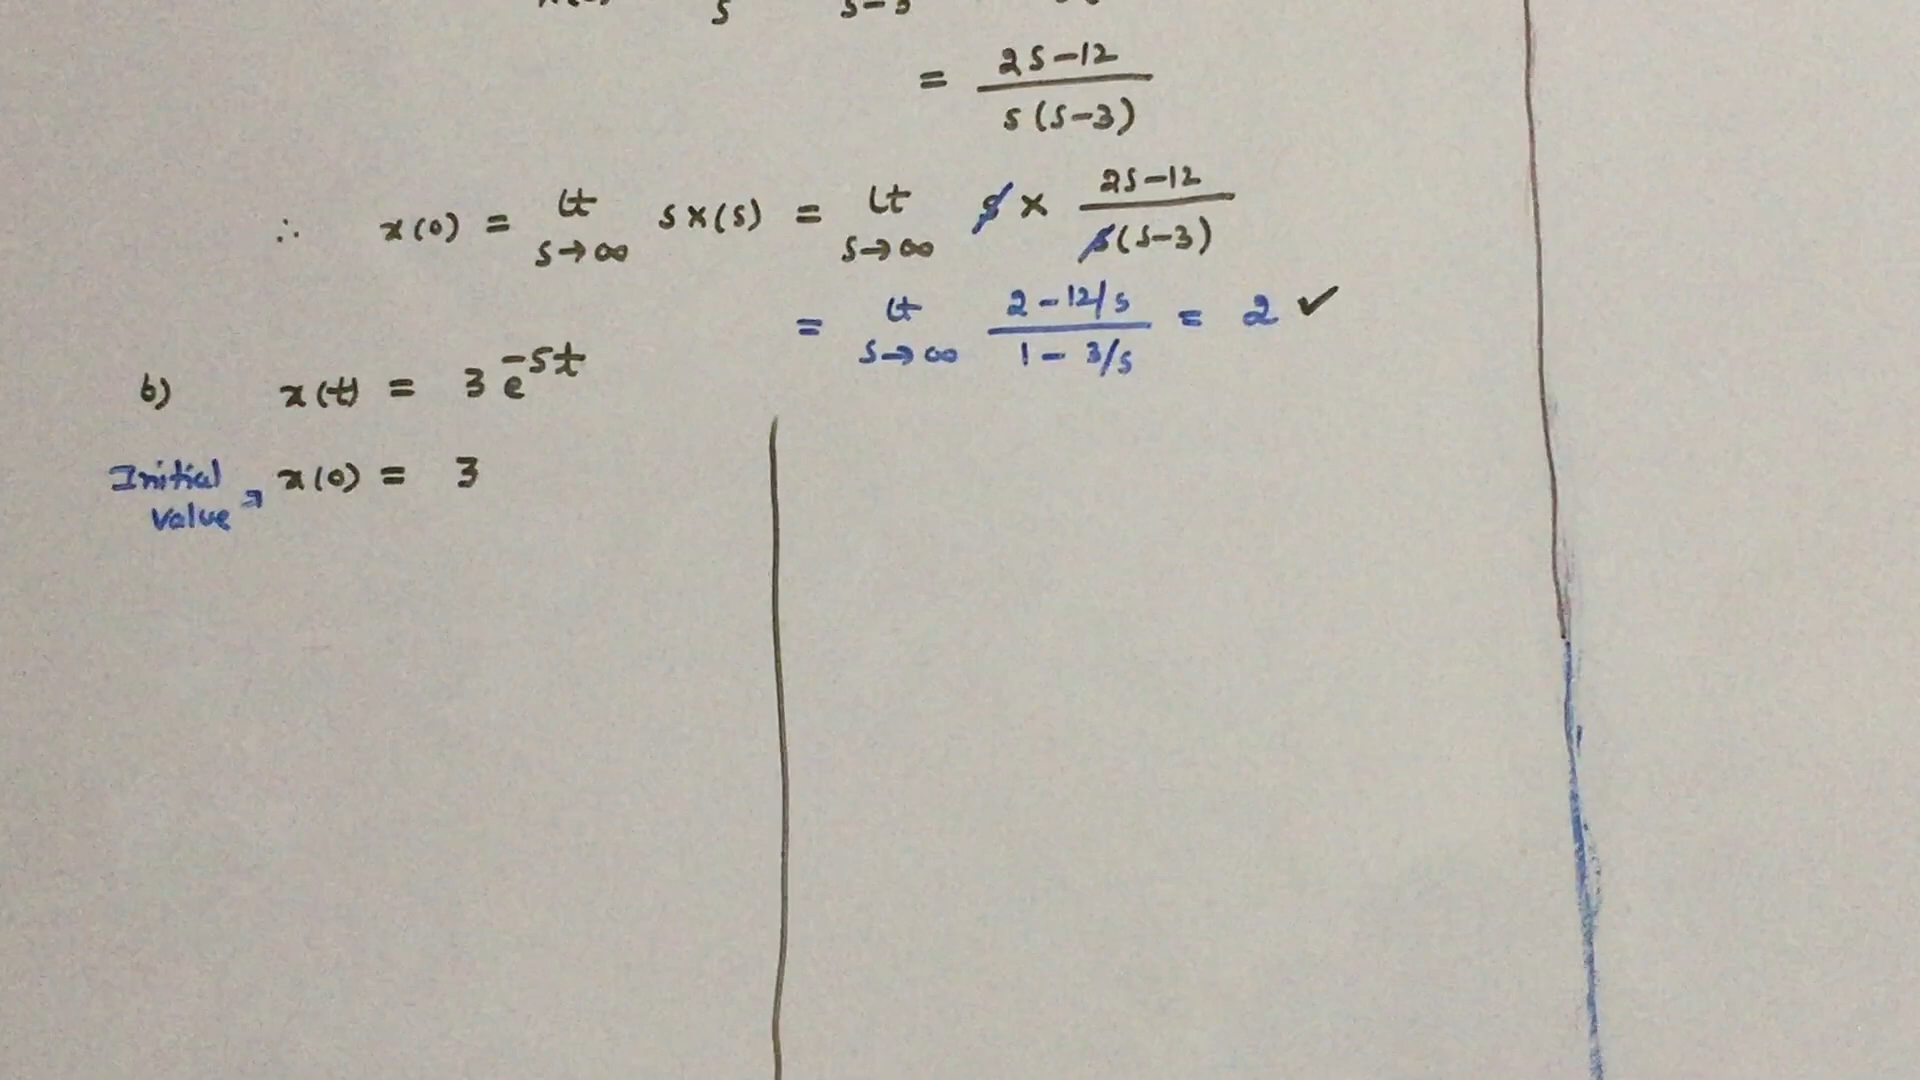 = 2s-12 / s(s-3)
∴ x(0) = Lt s→∞ sX(s) = Lt s→∞ s × 2s-12 / s(s-3)
= Lt s→∞ 2-12/s / 1-3/s = 2 ✓
b) x(t) = 3e^-5t
Initial value → x(0) = 3